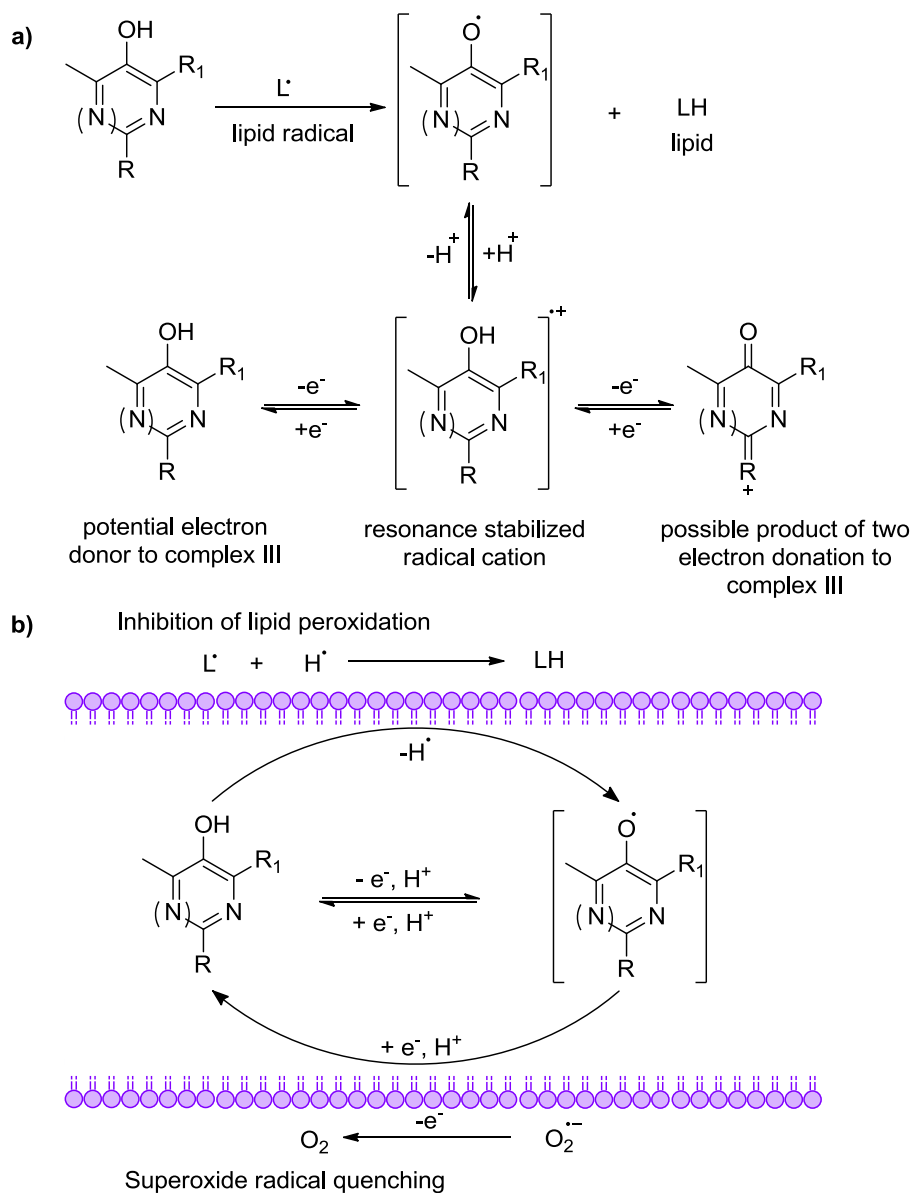 a)
OH
R1
(N)
N
R
L•
lipid radical
O•
R1
(N)
N
R
+
LH
lipid
-H+
+H+
OH
R1
(N)
N
R
-e-
+e-
•+
OH
R1
(N)
N
R
-e-
+e-
O
R1
(N)
N
R
+
potential electron
donor to complex III
resonance stabilized
radical cation
possible product of two
electron donation to
complex III
b)
Inhibition of lipid peroxidation
L• + H• LH
-H•
OH
R1
(N)
N
R
- e-, H+
+ e-, H+
O•
R1
(N)
N
R
+ e-, H+
-e-
O2 O2•−
Superoxide radical quenching